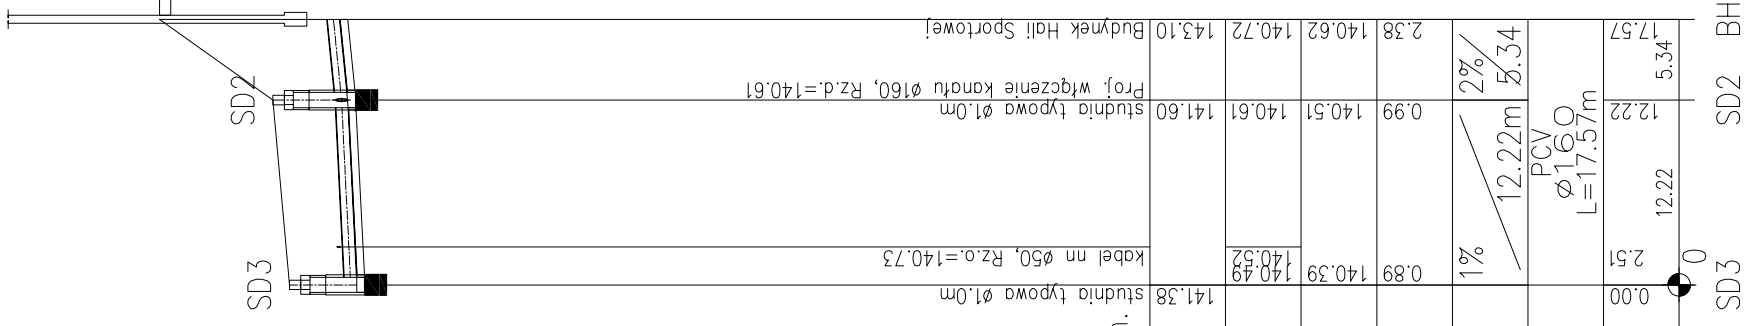 Budynek Hali Sportowej
143.10
140.72
140.62
2.38
2%
5.34
17.57
5.34
BH
SD2
Proj. włączenie kanału ø160, Rz.d.=140.61
studnia typowa Ø1.0m
141.60
140.61
140.51
0.99
12.22m
PCV
ø160
L=17.57m
12.22
SD2
12.22
kabel nn ø50, Rz.o.=140.73
140.52
2.51
SD3
studnia typowa Ø1.0m
141.38
140.49
140.39
0.89
1%
0.00
0
SD3